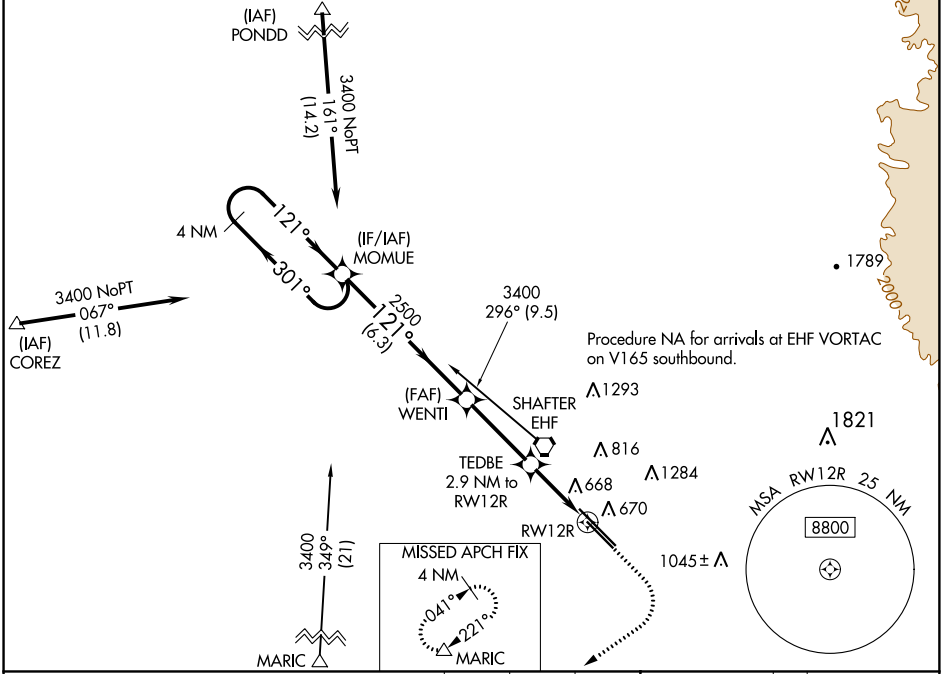 (IAF)
PONDD
3400 NoPT
161°
(14.2)
4 NM
121°
301°
(IF/IAF)
MOMUE
3400 NoPT
067°
(11.8)
(IAF)
COREZ
2500
121°
(6.3)
3400
296° (9.5)
1789
2000
Procedure NA for arrivals at EHF VORTAC
on V165 southbound.
1293
(FAF)
WENTI
SHAFTER
EHF
816
1821
TEDBE
2.9 NM to
RW12R
1284
668
670
RW12R
MSA RW12R 25 NM
8800
1045±
3400
349°
(21)
MARIC
MISSED APCH FIX
4 NM
041°
221°
MARIC